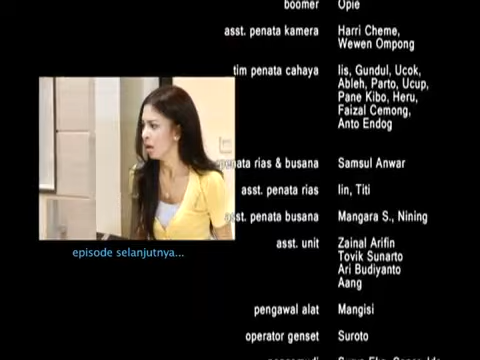 boomer Opie
asst. penata kamera Harri Cheme,
Wewen Ompong
tim penata cahaya Iis, Gundul, Ucok,
Ableh, Parto, Ucup,
Pane Kibo, Heru,
Faizal Cemong,
Anto Endog
penata rias & busana Samsul Anwar
asst. penata rias Iin, Titi
asst. penata busana Mangara S., Nining
asst. unit Zainal Arifin
Tovik Sunarto
Ari Budiyanto
Aang
episode selanjutnya...
pengawal alat Mangisi
operator genset Suroto